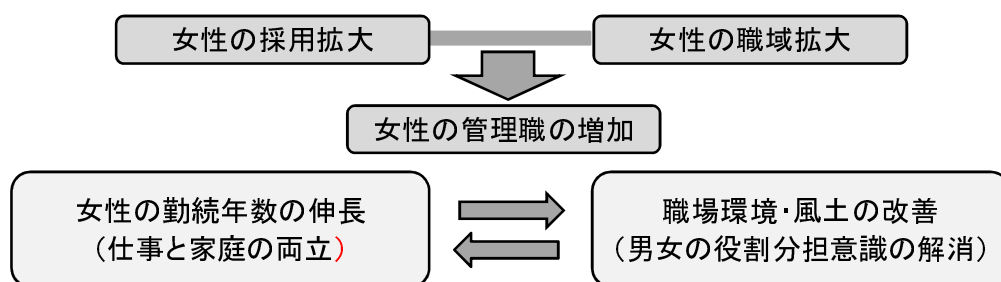 女性の採用拡大
女性の職域拡大
女性の管理職の増加
女性の勤続年数の伸長
（仕事と家庭の両立）
職場環境・風土の改善
（男女の役割分担意識の解消）